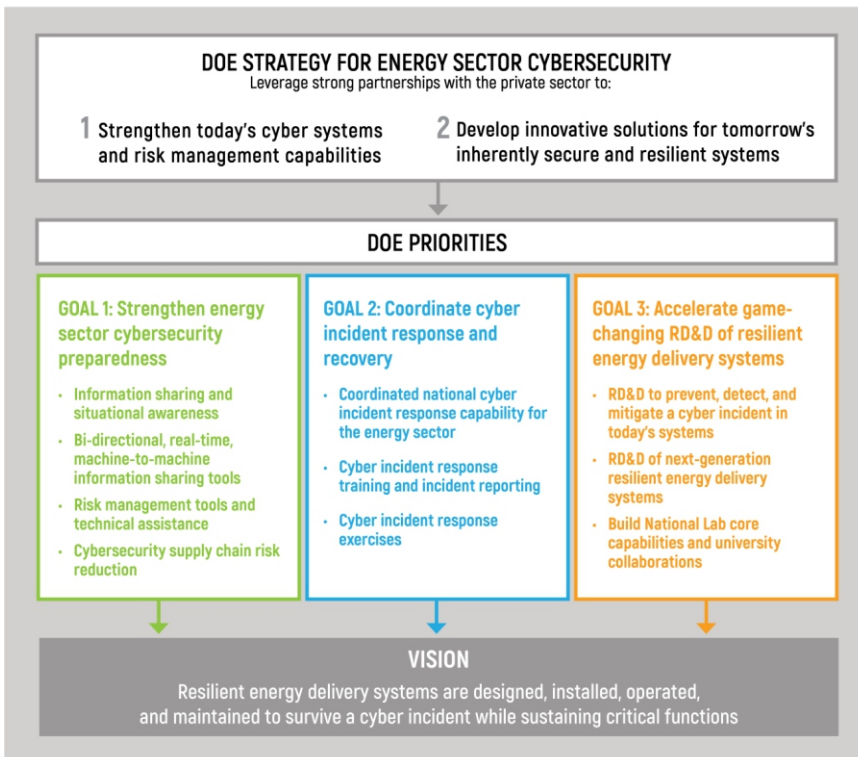 DOE STRATEGY FOR ENERGY SECTOR CYBERSECURITY
Leverage strong partnerships with the private sector to:
1 Strengthen today's cyber systems
and risk management capabilities
2 Develop innovative solutions for tomorrow's
inherently secure and resilient systems
DOE PRIORITIES
GOAL 1: Strengthen energy
sector cybersecurity
preparedness
• Information sharing and
situational awareness
• Bi-directional, real-time,
machine-to-machine
information sharing tools
• Risk management tools and
technical assistance
• Cybersecurity supply chain risk
reduction
GOAL 2: Coordinate cyber
incident response and
recovery
• Coordinated national cyber
incident response capability for
the energy sector
• Cyber incident response
training and incident reporting
• Cyber incident response
exercises
GOAL 3: Accelerate game-
changing RD&D of resilient
energy delivery systems
• RD&D to prevent, detect, and
mitigate a cyber incident in
today's systems
• RD&D of next-generation
resilient energy delivery
systems
• Build National Lab core
capabilities and university
collaborations
VISION
Resilient energy delivery systems are designed, installed, operated,
and maintained to survive a cyber incident while sustaining critical functions